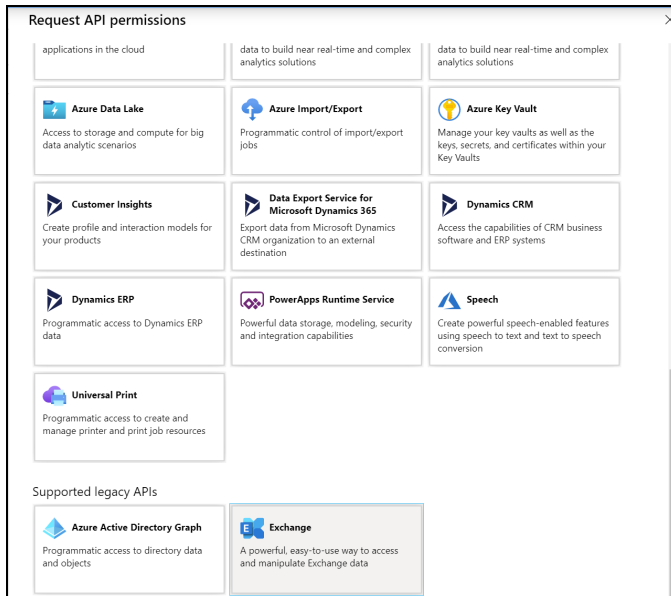 Request API permissions
applications in the cloud
data to build near real-time and complex
analytics solutions
data to build near real-time and complex
analytics solutions
Azure Data Lake
Access to storage and compute for big
data analytic scenarios
Azure Import/Export
Programmatic control of import/export
jobs
Azure Key Vault
Manage your key vaults as well as the
keys, secrets, and certificates within your
Key Vaults
Customer Insights
Create profile and interaction models for
your products
Data Export Service for
Microsoft Dynamics 365
Export data from Microsoft Dynamics
CRM organization to an external
destination
Dynamics CRM
Access the capabilities of CRM business
software and ERP systems
Dynamics ERP
Programmatic access to Dynamics ERP
data
PowerApps Runtime Service
Powerful data storage, modeling, security
and integration capabilities
Speech
Create powerful speech-enabled features
using speech to text and text to speech
conversion
Universal Print
Programmatic access to create and
manage printer and print job resources
Supported legacy APIs
Azure Active Directory Graph
Programmatic access to directory data
and objects
E
Exchange
A powerful, easy-to-use way to access
and manipulate Exchange data